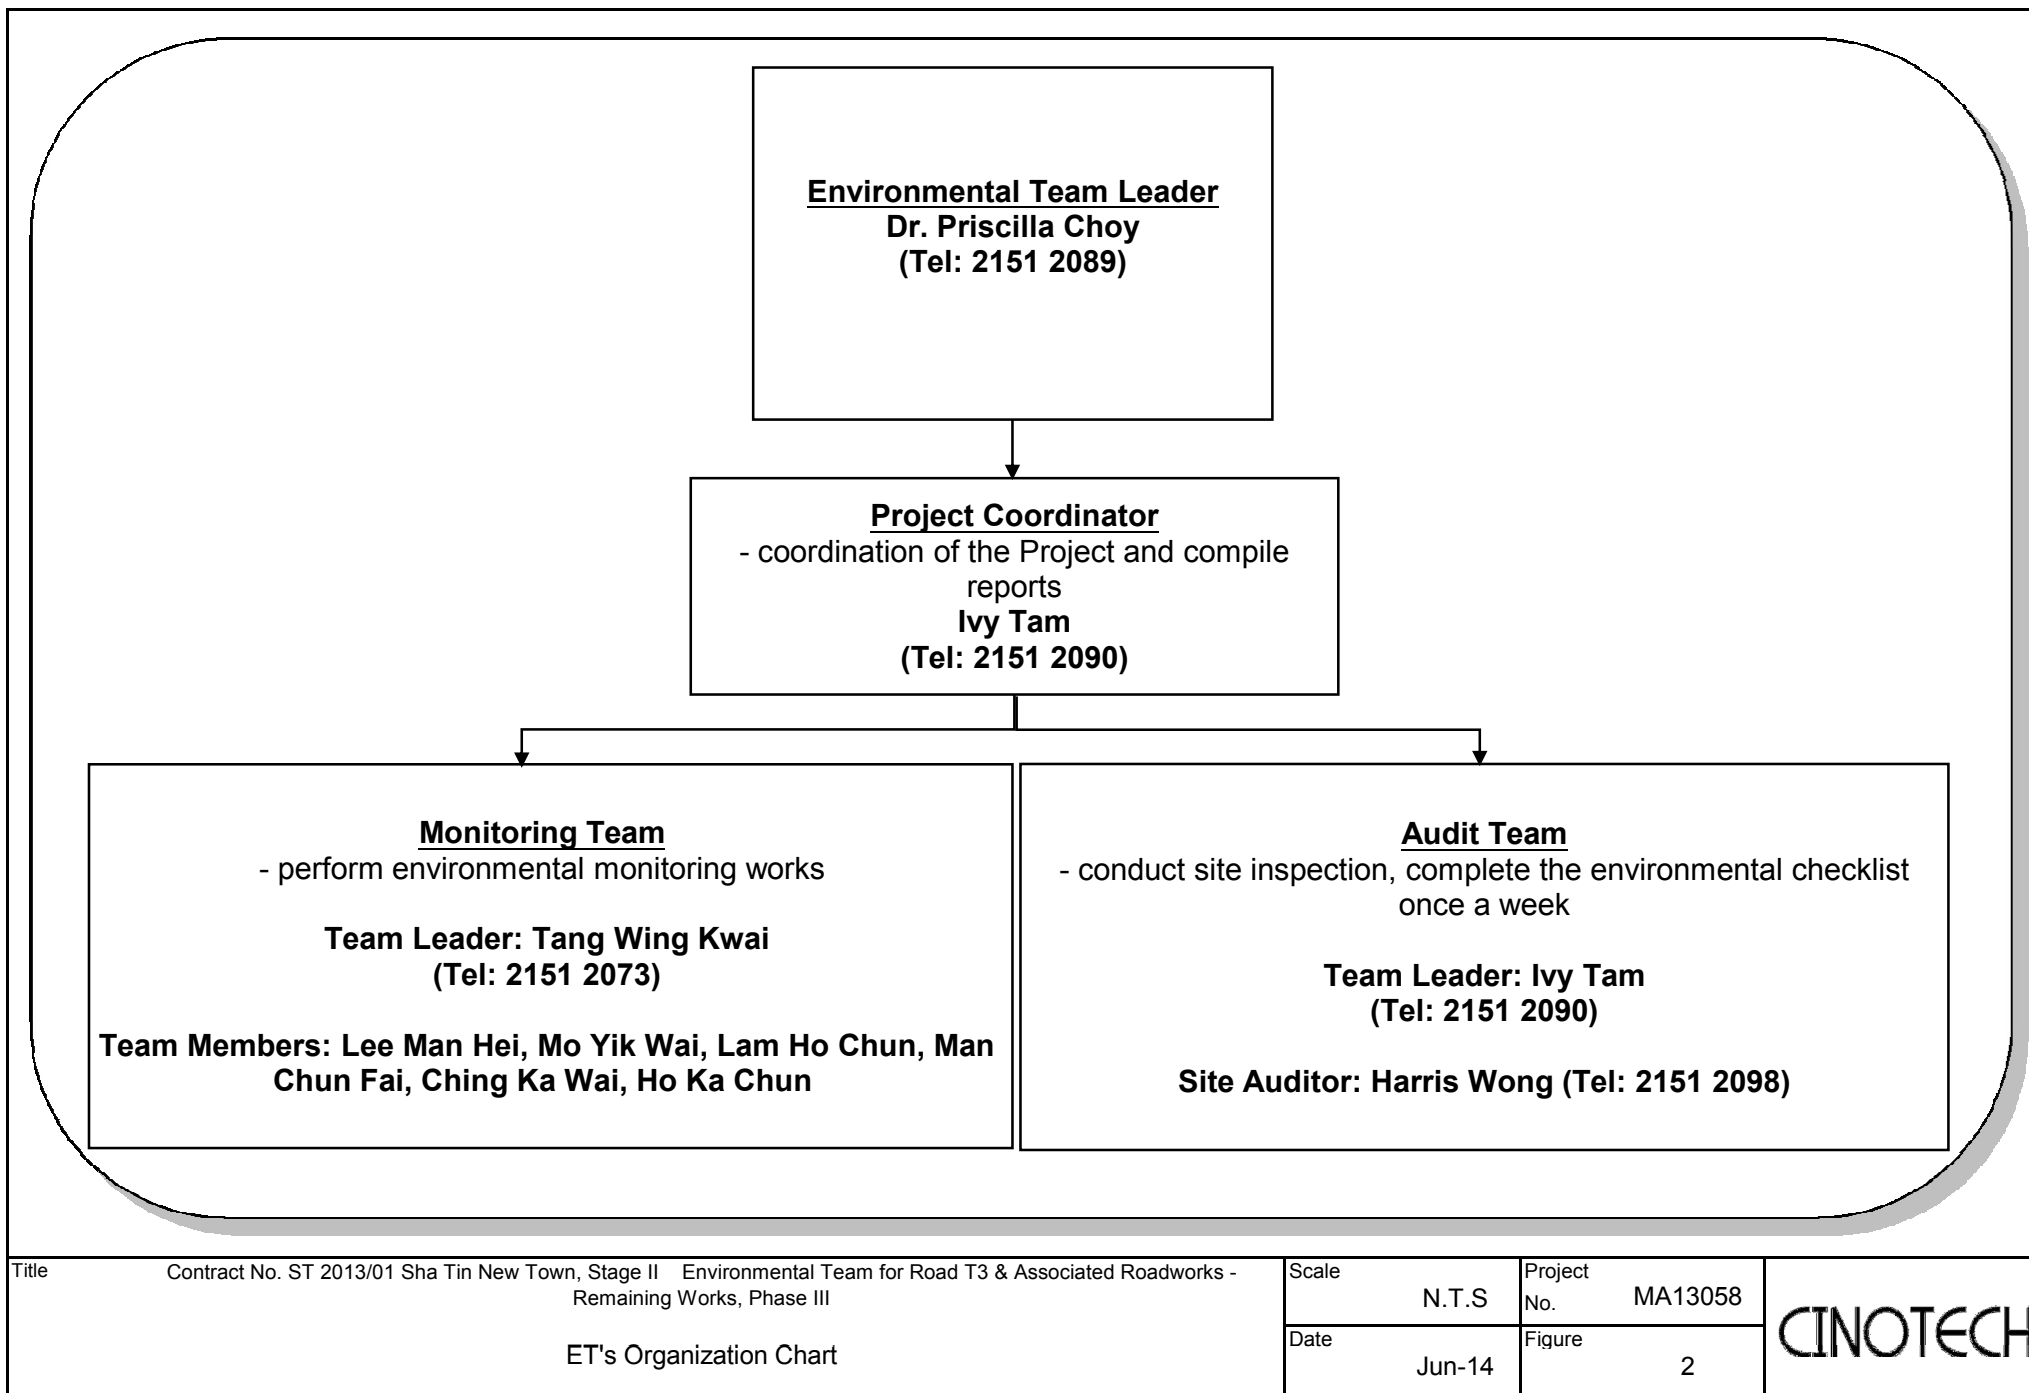 Environmental Team Leader
Dr. Priscilla Choy
(Tel: 2151 2089)
Project Coordinator
- coordination of the Project and compile
reports
Ivy Tam
(Tel: 2151 2090)
Monitoring Team
- perform environmental monitoring works
Team Leader: Tang Wing Kwai
(Tel: 2151 2073)
Team Members: Lee Man Hei, Mo Yik Wai, Lam Ho Chun, Man
Chun Fai, Ching Ka Wai, Ho Ka Chun
Audit Team
- conduct site inspection, complete the environmental checklist
once a week
Team Leader: Ivy Tam
(Tel: 2151 2090)
Site Auditor: Harris Wong (Tel: 2151 2098)
Title
Contract No. ST 2013/01 Sha Tin New Town, Stage II Environmental Team for Road T3 & Associated Roadworks -
Remaining Works, Phase III
ET's Organization Chart
Scale
N.T.S
Project
No. MA13058
Date
Jun-14
Figure
2
CINOTECH